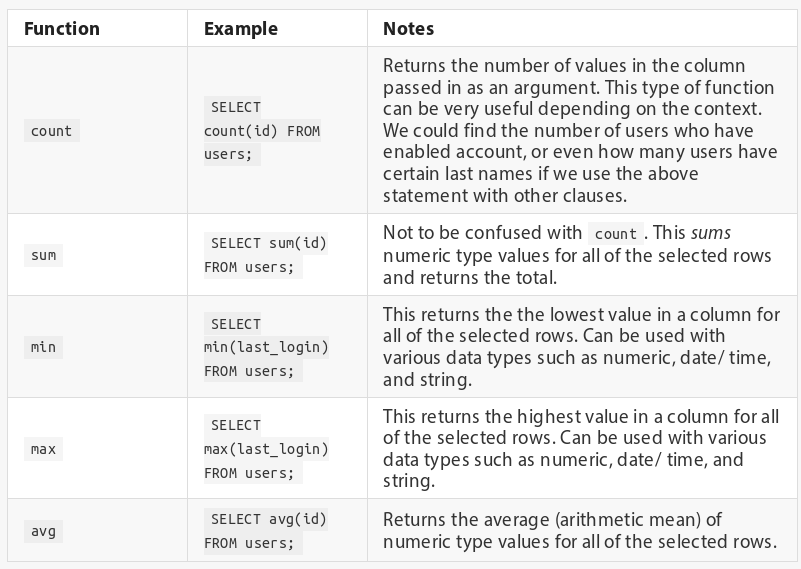 Function Example Notes
count
SELECT
count(id) FROM
users;
Returns the number of values in the column
passed in as an argument. This type of function
can be very useful depending on the context.
We could find the number of users who have
enabled account, or even how many users have
certain last names if we use the above
statement with other clauses.
sum
SELECT sum(id)
FROM users;
Not to be confused with count. This sums
numeric type values for all of the selected rows
and returns the total.
min
SELECT
min(last_login)
FROM users;
This returns the the lowest value in a column for
all of the selected rows. Can be used with
various data types such as numeric, date/ time,
and string.
max
SELECT
max(last_login)
FROM users;
This returns the highest value in a column for all
of the selected rows. Can be used with various
data types such as numeric, date/ time, and
string.
avg
SELECT avg(id)
FROM users;
Returns the average (arithmetic mean) of
numeric type values for all of the selected rows.